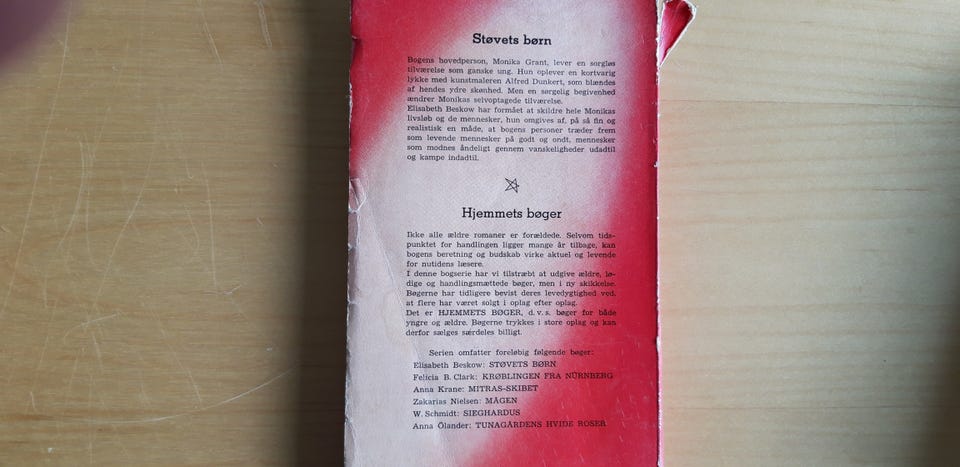 Støvets børn
Bogens hovedperson, Monika Grant, lever en sorgløs
tilværelse som ganske ung. Hun oplever en kortvarig
lykke med kunstmaleren Alfred Dunkert, som blændes
af hendes ydre skønhed. Men en sørgelig begivenhed
ændrer Monikas selvoptagede tilværelse.
Elisabeth Beskow har formået at skildre hele Monikas
livsløb og de mennesker, hun omgives af, på så fin og
realistisk en måde, at bogens personer træder frem
som levende mennesker på godt og ondt, mennesker
som modnes åndeligt gennem vanskeligheder udadtil
og kampe indadtil.
Hjemmets bøger
Ikke alle ældre romaner er forældede. Selvom tids-
punktet for handlingen ligger mange år tilbage, kan
bogens beretning og budskab virke aktuel og levende
for nutidens læsere.
I denne bogserie har vi tilstræbt at udgive ældre, lø-
dige og handlingsmættede bøger, men i ny skikkelse.
Bøgerne har tidligere bevist deres levedygtighed ved,
at flere har været solgt i oplag efter oplag.
Det er HJEMMETS BØGER, d.v.s. bøger for både
yngre og ældre. Bøgerne trykkes i store oplag og kan
derfor sælges særdeles billigt.
Serien omfatter foreløbig følgende bøger:
Elisabeth Beskow: STØVETS BØRN
Felicia B. Clark: KRØBLINGEN FRA NÜRNBERG
Anna Krane: MITRAS-SKIBET
Zakarias Nielsen: MÅGEN
W. Schmidt: SIEGHARDUS
Anna Ölander: TUNAGÅRDENS HVIDE ROSER